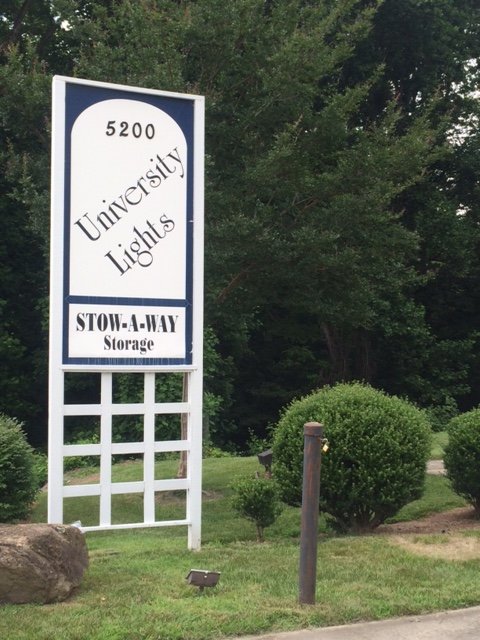 5200
University
Lights
STOW-A-WAY
Storage